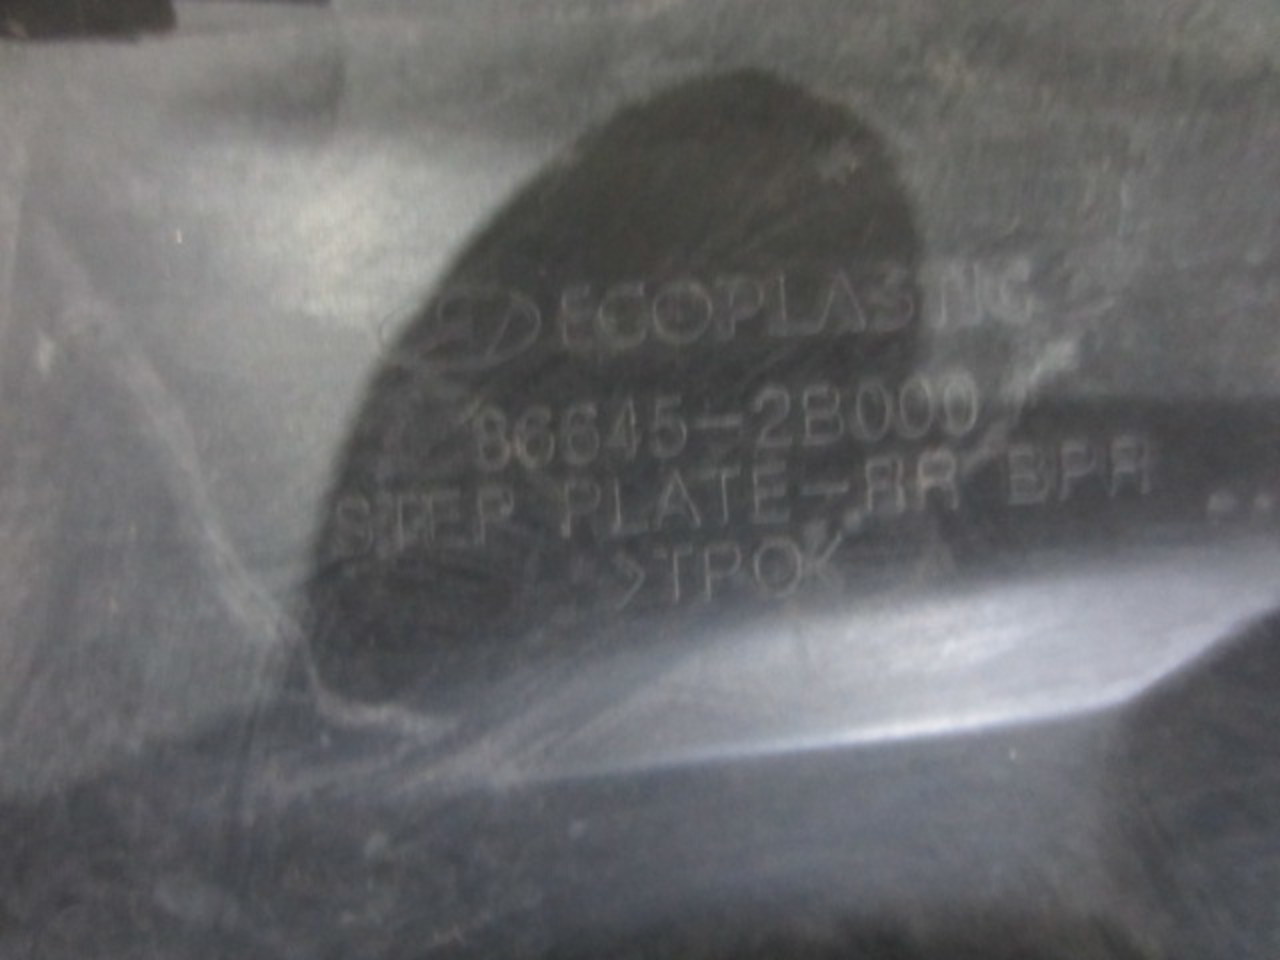 ECOPLASTIC
86645-2B000
STEP PLATE-RR BPR
>TPO<